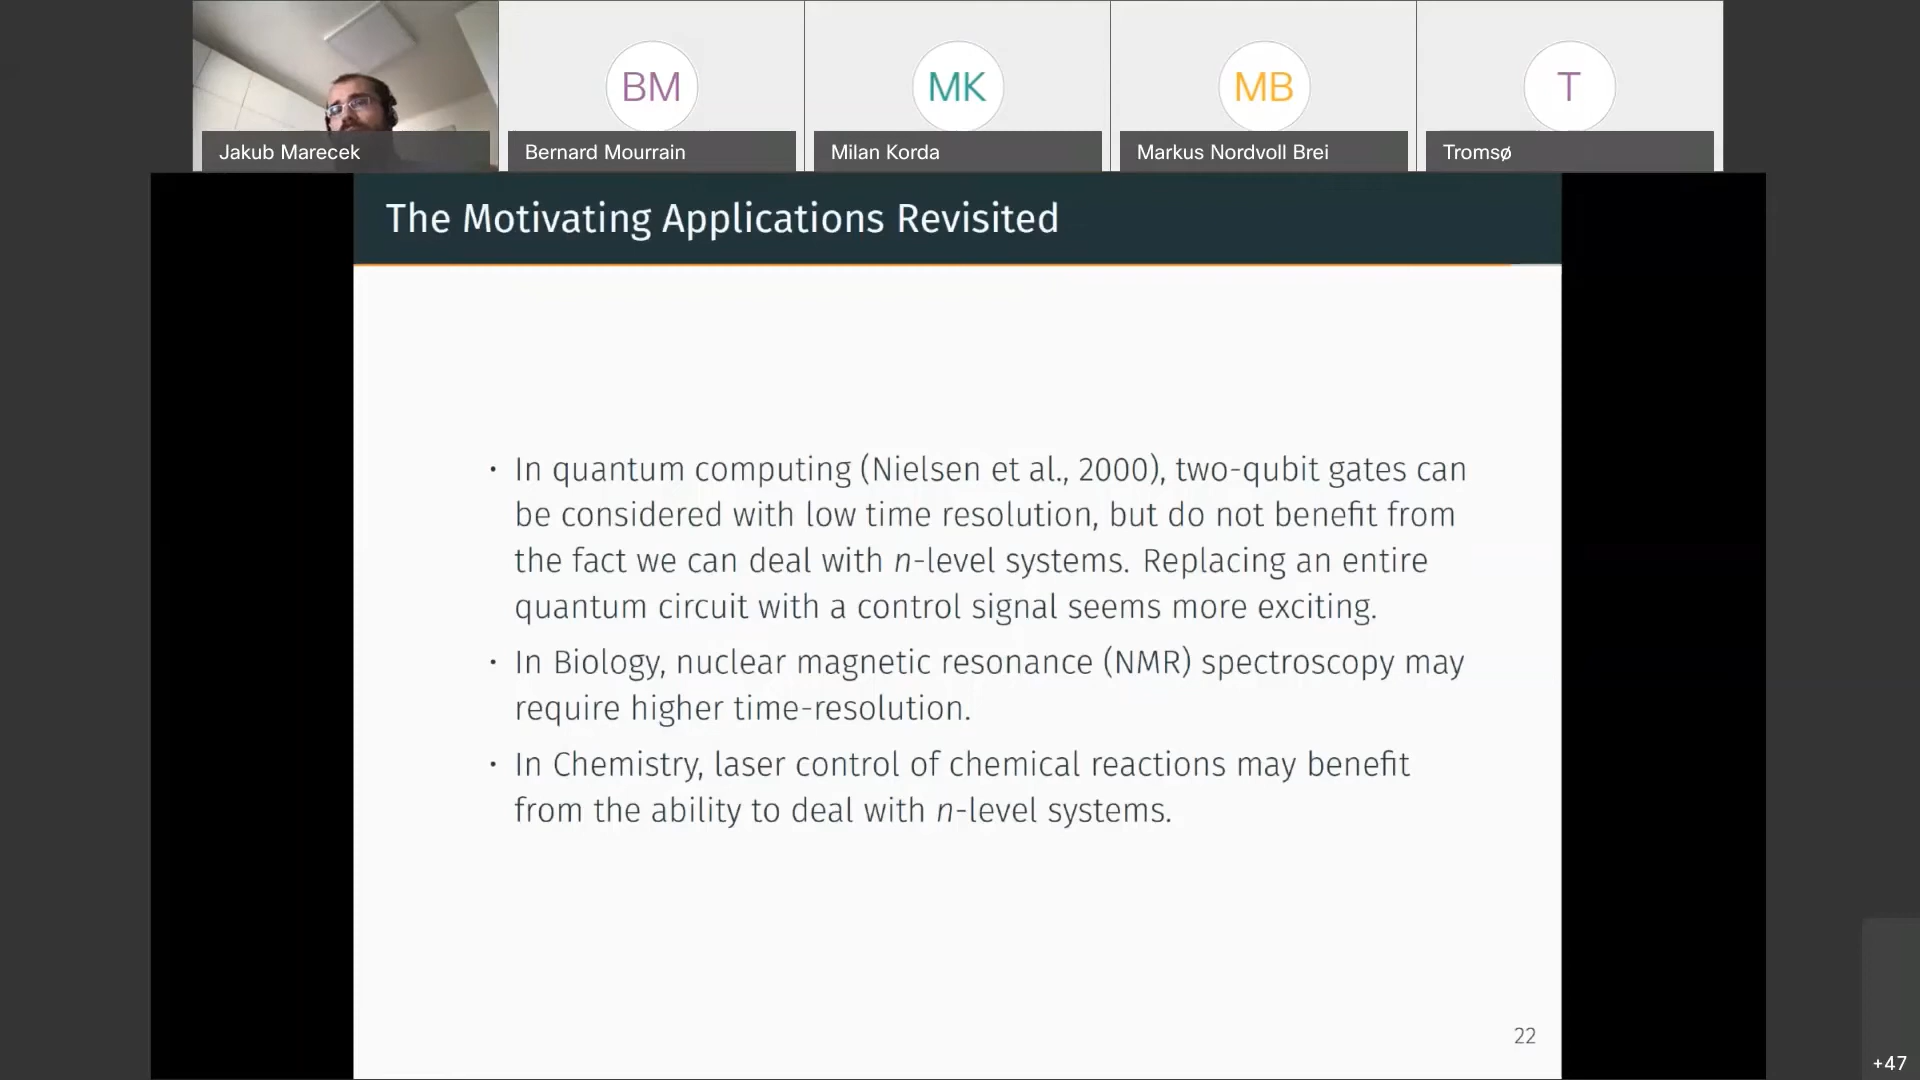 BM
MK
MB
T
Jakub Marecek
Bernard Mourrain
Milan Korda
Markus Nordvoll Brei
Tromsø
The Motivating Applications Revisited
• In quantum computing (Nielsen et al., 2000), two-qubit gates can
be considered with low time resolution, but do not benefit from
the fact we can deal with n-level systems. Replacing an entire
quantum circuit with a control signal seems more exciting.
• In Biology, nuclear magnetic resonance (NMR) spectroscopy may
require higher time-resolution.
• In Chemistry, laser control of chemical reactions may benefit
from the ability to deal with n-level systems.
22
+47